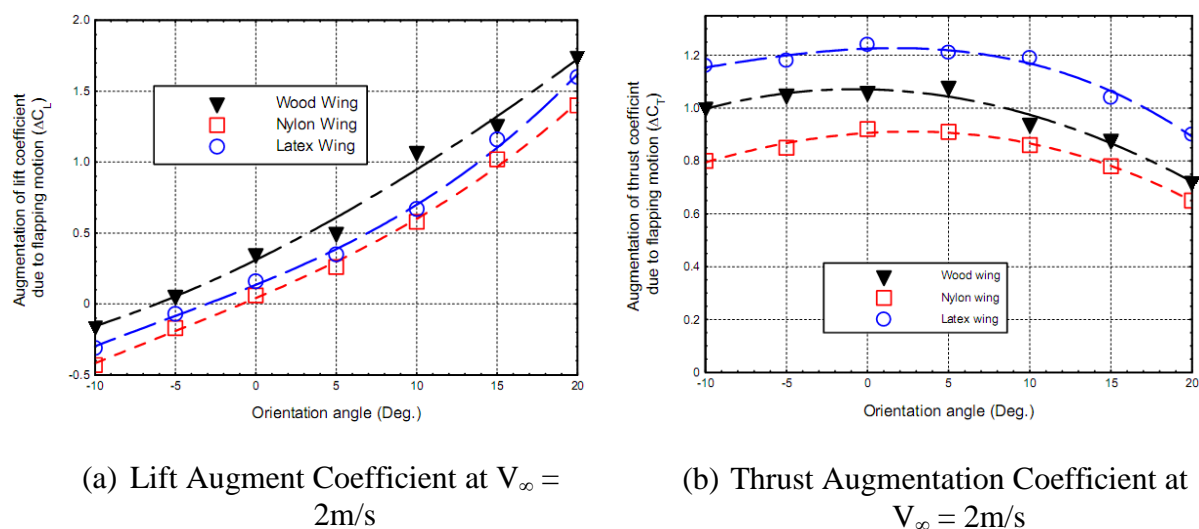 Augmentation of lift coefficient
due to flapping motion (ΔC_L)
2.0
1.5
1.0
0.5
0
-0.5
-10 -5 0 5 10 15 20
Orientation angle (Deg.)
Wood Wing
Nylon Wing
Latex Wing
Augmentation of thrust coefficint
due to flapping motion (ΔC_T)
1.2
1.0
0.8
0.6
0.4
0.2
0
-10 -5 0 5 10 15 20
Orientation angle (Deg.)
Wood wing
Nylon wing
Latex wing
(a) Lift Augment Coefficient at V∞ =
2m/s
(b) Thrust Augmentation Coefficient at
V∞ = 2m/s